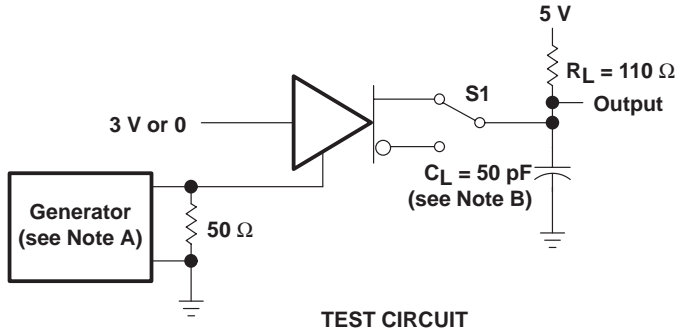 5 V
R_L = 110 Ω
S1
Output
3 V or 0
C_L = 50 pF
(see Note B)
Generator
(see Note A)
50 Ω
TEST CIRCUIT